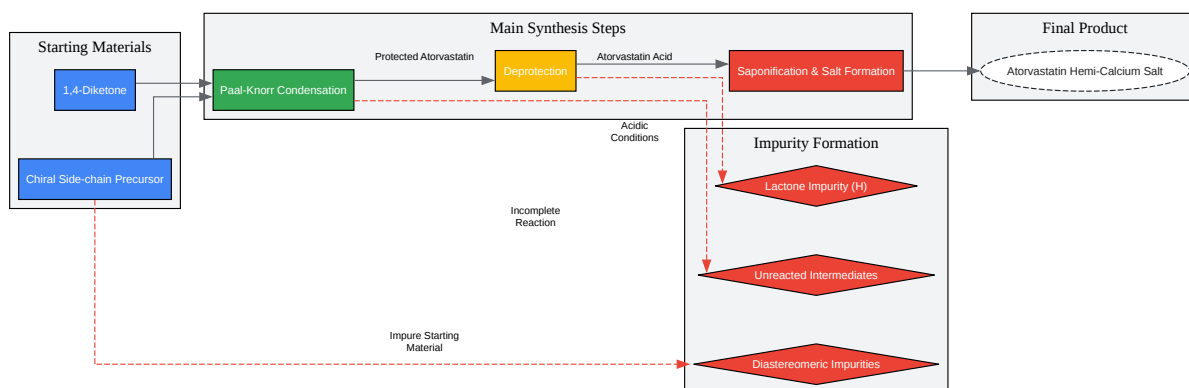 Starting Materials
1,4-Diketone
Chiral Side-chain Precursor
Main Synthesis Steps
Paal-Knorr Condensation
Protected Atorvastatin
Deprotection
Atorvastatin Acid
Saponification & Salt Formation
Final Product
Atorvastatin Hemi-Calcium Salt
Acidic
Conditions
Impurity Formation
Lactone Impurity (H)
Incomplete
Reaction
Unreacted Intermediates
Impure Starting
Material
Diastereomeric Impurities